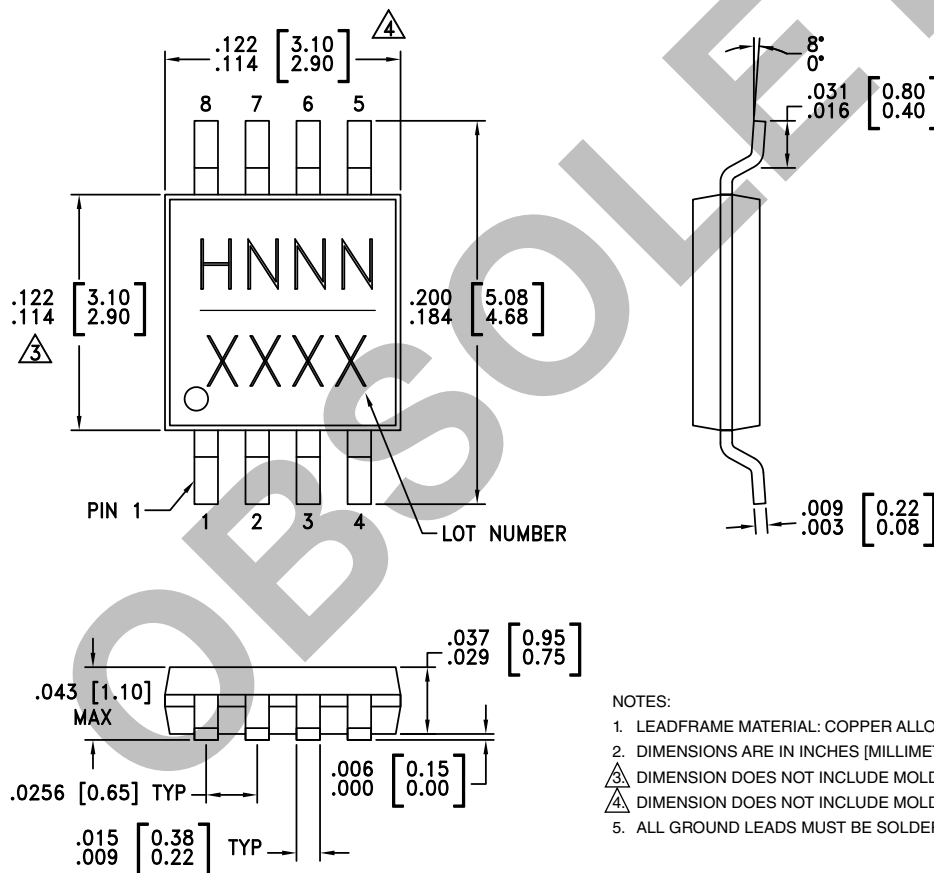 .122 [3.10]
.114 [2.90]
4
8 7 6 5
HNNN
XXXX
.122 [3.10]
.114 [2.90]
3
.200 [5.08]
.184 [4.68]
PIN 1
1 2 3 4
LOT NUMBER
8°
0°
.031 [0.80]
.016 [0.40]
.009 [0.22]
.003 [0.08]
.043 [1.10]
MAX
.037 [0.95]
.029 [0.75]
.0256 [0.65] TYP
.006 [0.15]
.000 [0.00]
.015 [0.38]
.009 [0.22]
TYP
NOTES:
1. LEADFRAME MATERIAL: COPPER ALLO
2. DIMENSIONS ARE IN INCHES [MILLIMET
3. DIMENSION DOES NOT INCLUDE MOLD
4. DIMENSION DOES NOT INCLUDE MOLD
5. ALL GROUND LEADS MUST BE SOLDER
OBSOLE